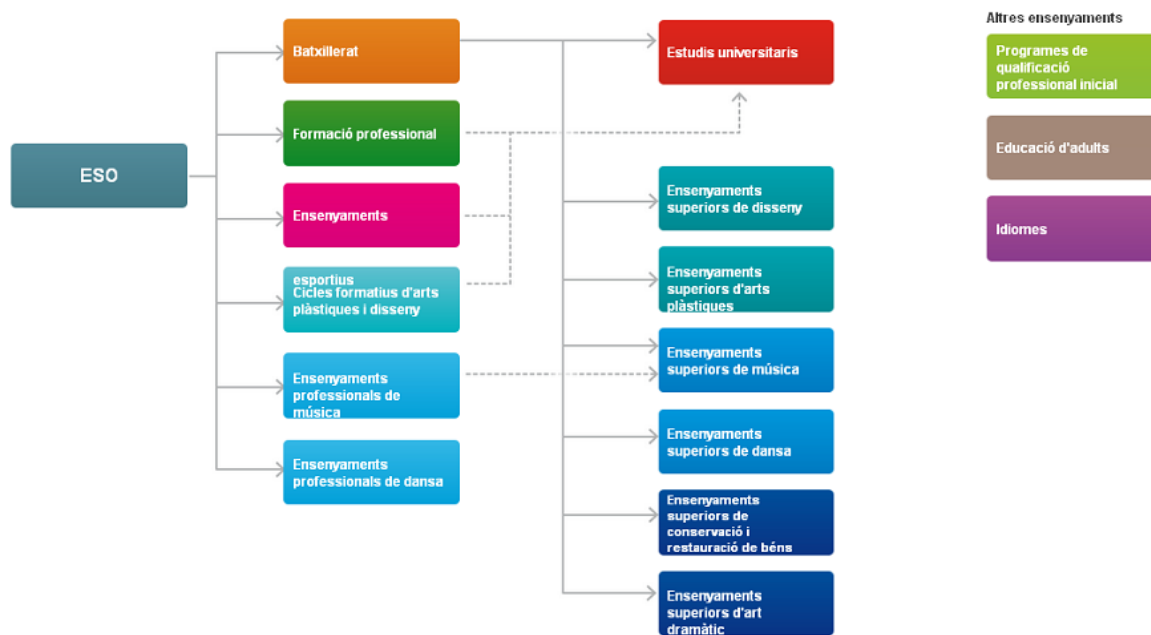 ESO
Batxillerat
Formació professional
Ensenyaments
esportius
Cicles formatius d'arts
plàstiques i disseny
Ensenyaments
professionals de
música
Ensenyaments
professionals de dansa
Estudis universitaris
Ensenyaments
superiors de disseny
Ensenyaments
superiors d'arts
plàstiques
Ensenyaments
superiors de música
Ensenyaments
superiors de dansa
Ensenyaments
superiors de
conservació i
restauració de béns
Ensenyaments
superiors d'art
dramàtic
Altres ensenyaments
Programes de
qualificació
professional inicial
Educació d'adults
Idiomes